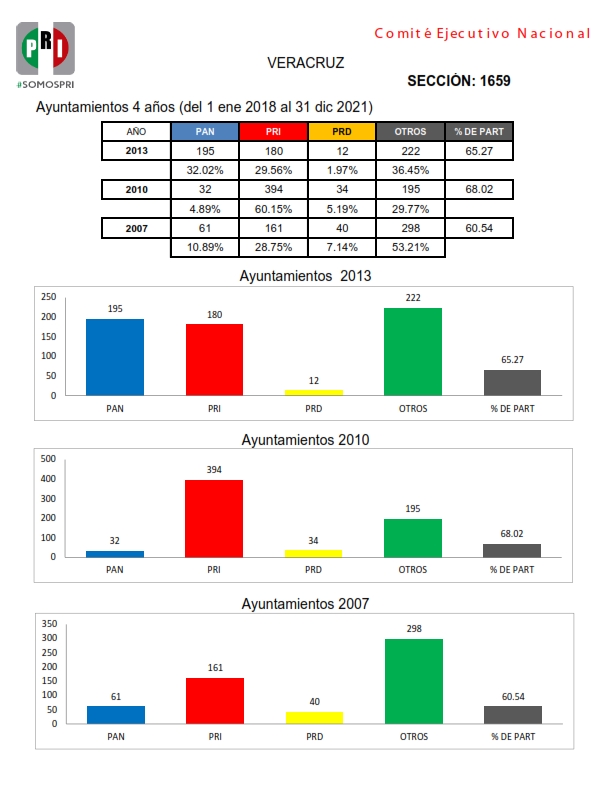 Comité Ejecutivo Nacional
PRI
#SOMOSPRI
VERACRUZ
SECCIÓN: 1659
Ayuntamientos 4 años (del 1 ene 2018 al 31 dic 2021)
AÑO PAN PRI PRD OTROS % DE PART
2013 195 180 12 222 65.27
32.02% 29.56% 1.97% 36.45%
2010 32 394 34 195 68.02
4.89% 60.15% 5.19% 29.77%
2007 61 161 40 298 60.54
10.89% 28.75% 7.14% 53.21%
Ayuntamientos 2013
250
200
150
100
50
0
195 180 12 222 65.27
PAN PRI PRD OTROS % DE PART
Ayuntamientos 2010
500
400
300
200
100
0
32 394 34 195 68.02
PAN PRI PRD OTROS % DE PART
Ayuntamientos 2007
350
300
250
200
150
100
50
0
61 161 40 298 60.54
PAN PRI PRD OTROS % DE PART